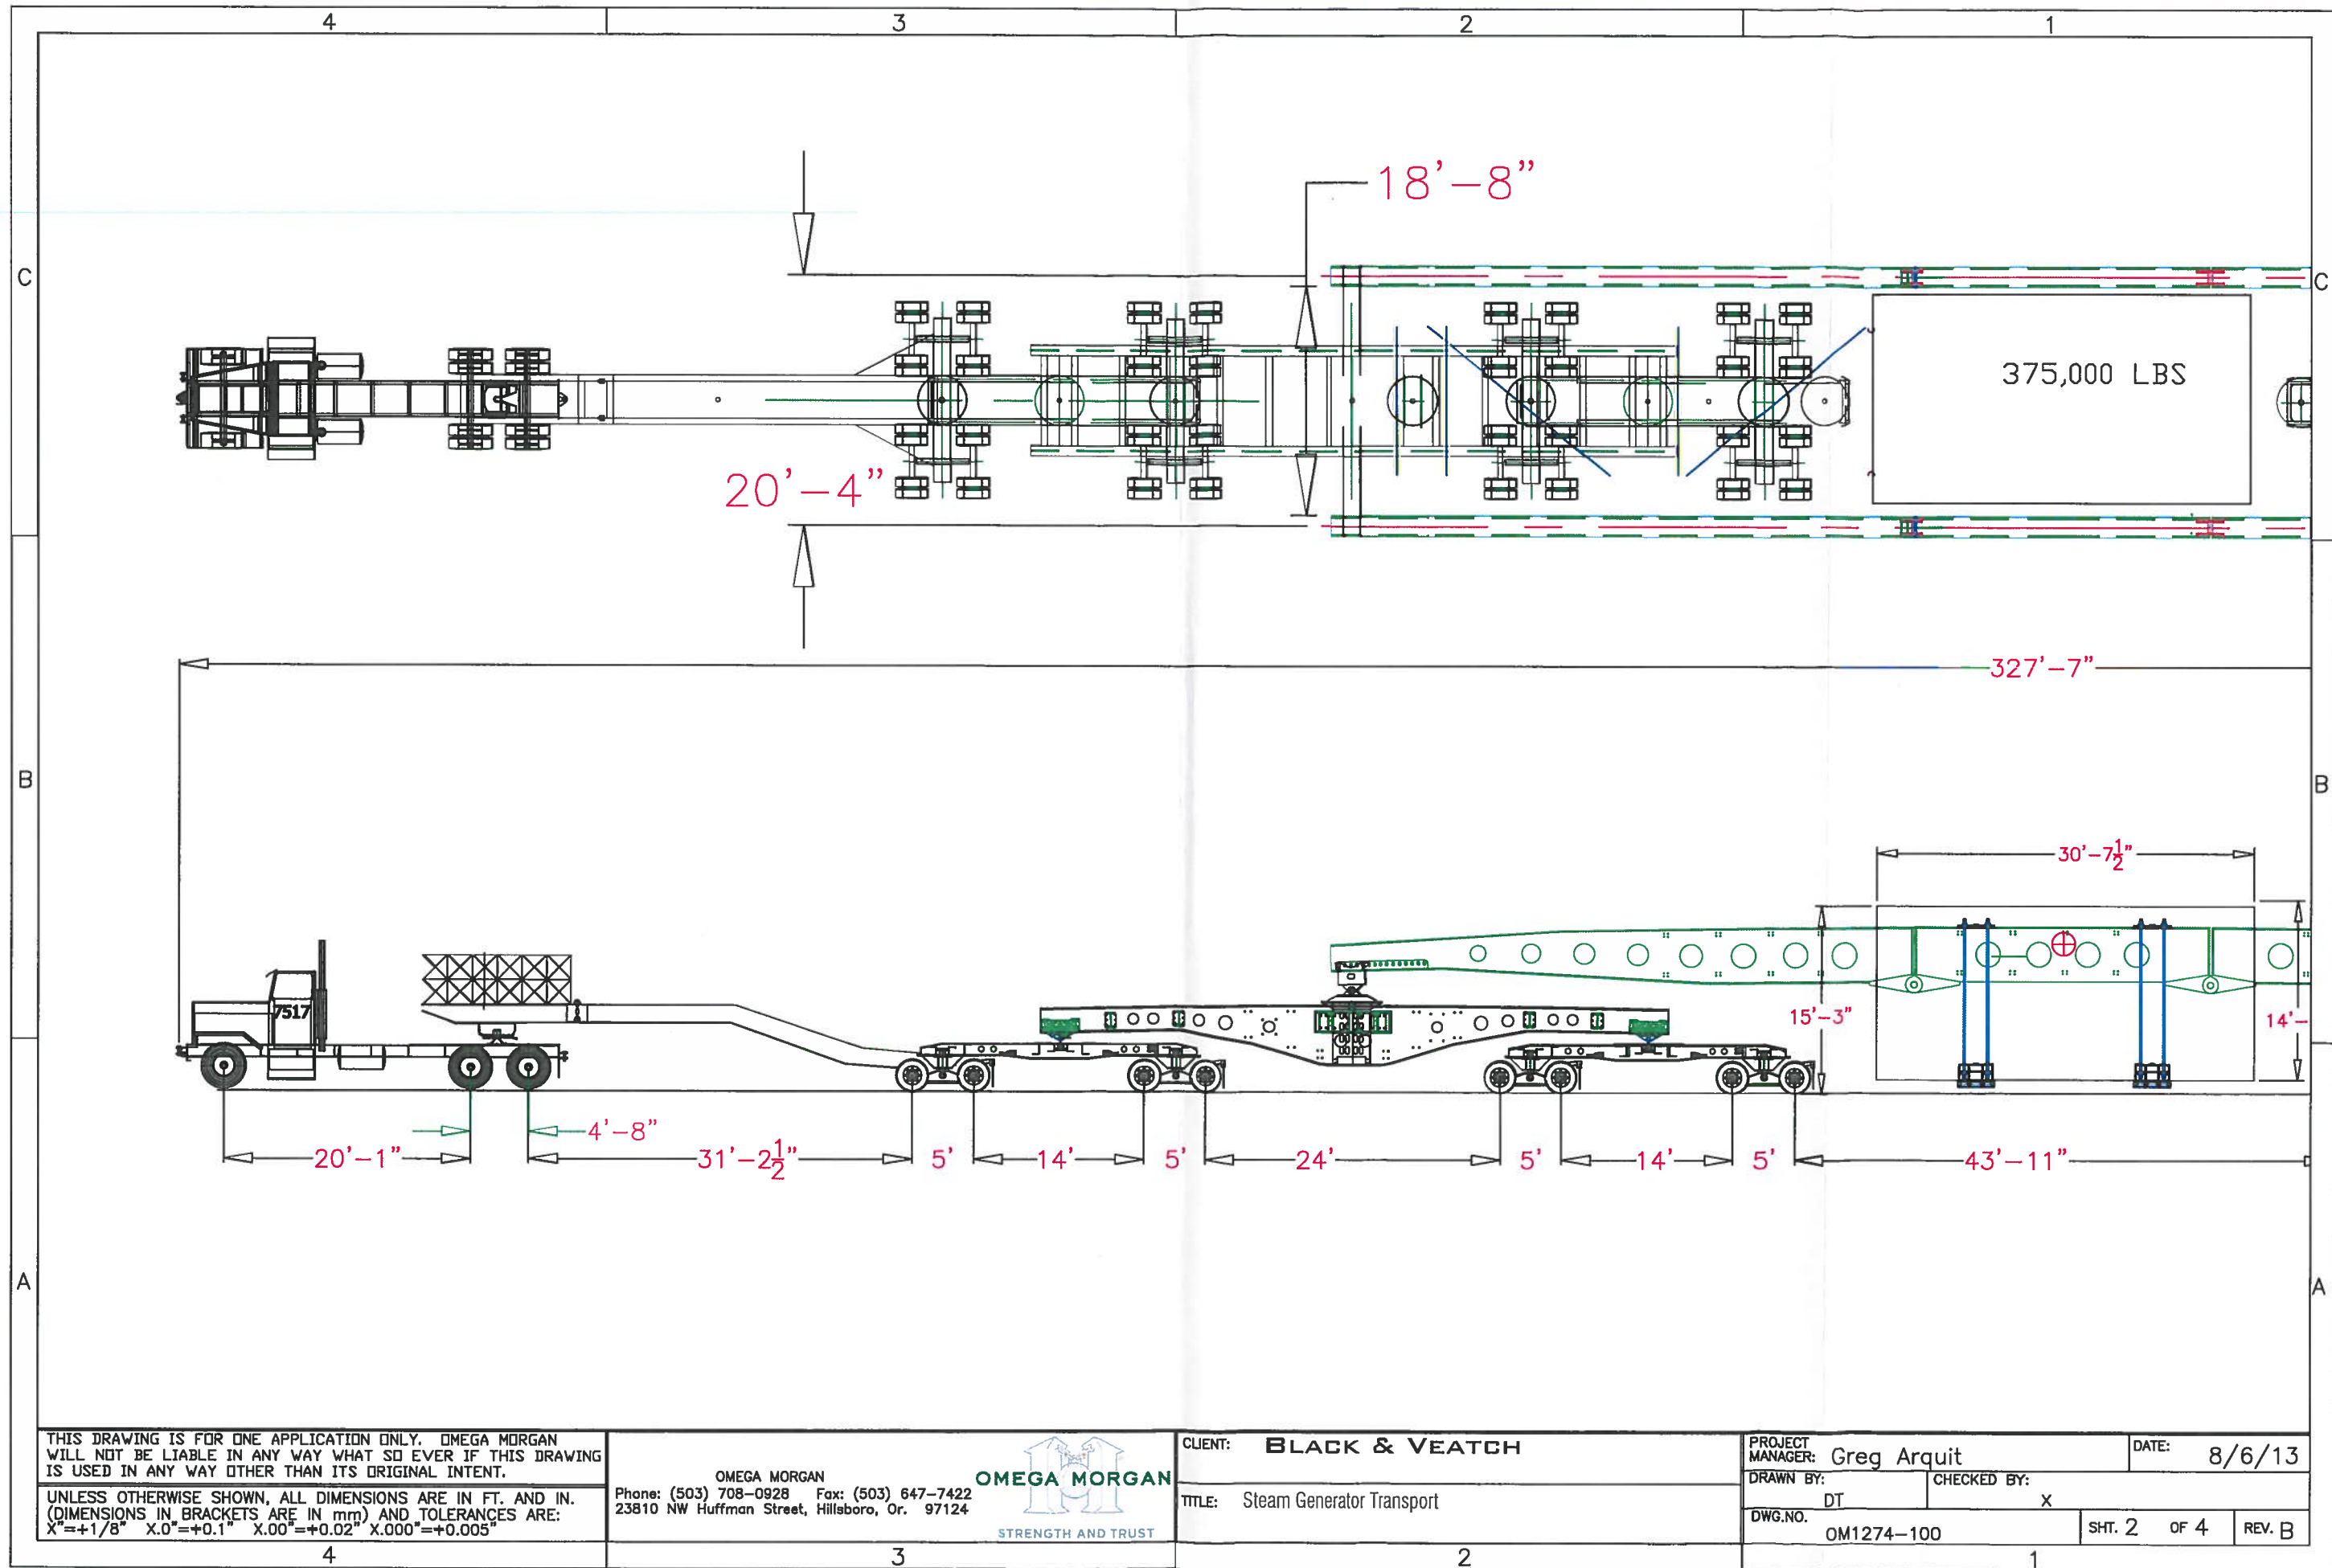 4 3 2 1
18'-8"
C C
375,000 LBS
20'-4"
327'-7"
B B
30'-7½"
7517
15'-3"
14'-
4'-8"
20'-1" 31'-2½" 5' 14' 5' 24' 5' 14' 5' 43'-11"
A A
THIS DRAWING IS FOR ONE APPLICATION ONLY. OMEGA MORGAN
WILL NOT BE LIABLE IN ANY WAY WHAT SO EVER IF THIS DRAWING
IS USED IN ANY WAY OTHER THAN ITS ORIGINAL INTENT.
UNLESS OTHERWISE SHOWN, ALL DIMENSIONS ARE IN FT. AND IN.
(DIMENSIONS IN BRACKETS ARE IN mm) AND TOLERANCES ARE:
X"=+1/8" X.0"=+0.1" X.00"=+0.02" X.000"=+0.005"
OMEGA MORGAN
Phone: (503) 708-0928 Fax: (503) 647-7422
23810 NW Huffman Street, Hillsboro, Or. 97124
OMEGA MORGAN
STRENGTH AND TRUST
CLIENT: BLACK & VEATCH
TITLE: Steam Generator Transport
PROJECT
MANAGER: Greg Arquit
DATE: 8/6/13
DRAWN BY:
DT
CHECKED BY:
X
DWG.NO.
OM1274-100
SHT. 2 OF 4
REV. B
4 3 2 1